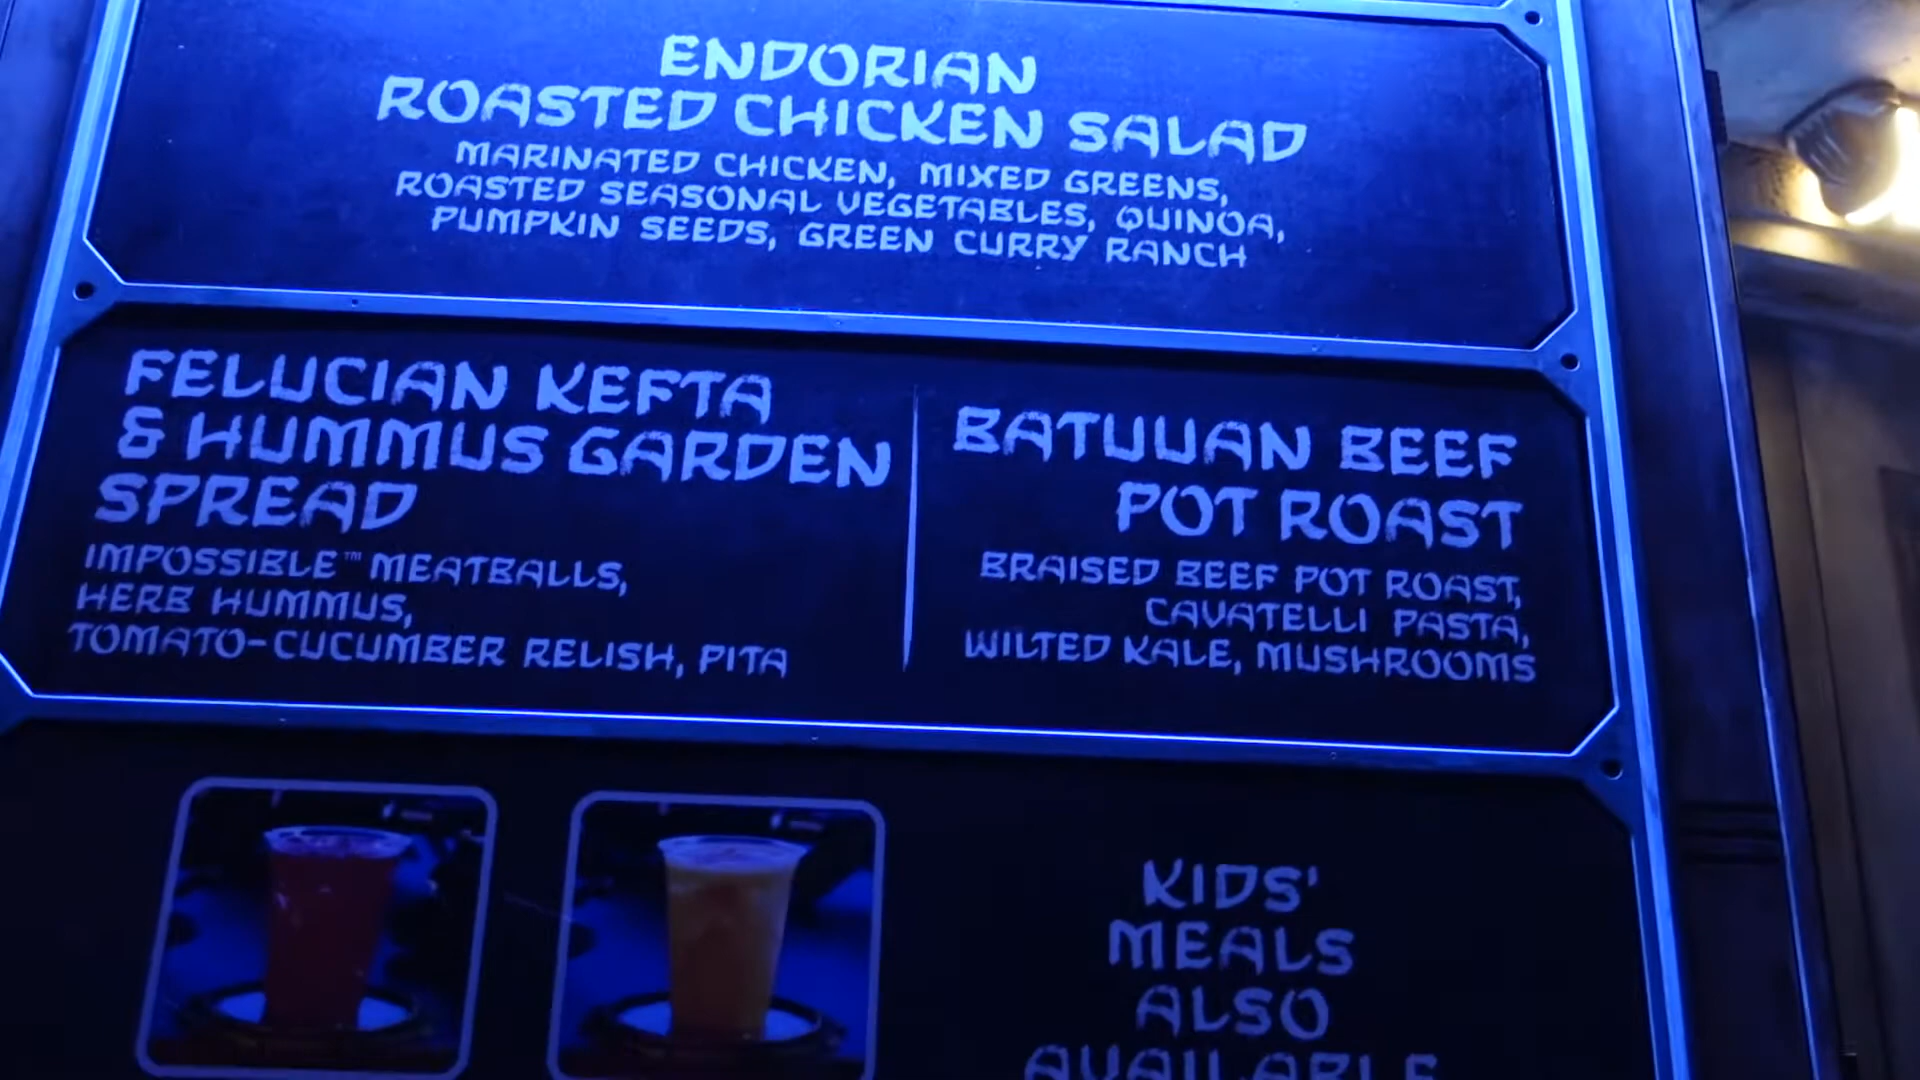 ENDORIAN
ROASTED CHICKEN SALAD
MARINATED CHICKEN, MIXED GREENS,
ROASTED SEASONAL VEGETABLES, QUINOA,
PUMPKIN SEEDS, GREEN CURRY RANCH
FELUCIAN KEFTA
& HUMMUS GARDEN
SPREAD
IMPOSSIBLE™ MEATBALLS,
HERB HUMMUS,
TOMATO-CUCUMBER RELISH, PITA
BATUUAN BEEF
POT ROAST
BRAISED BEEF POT ROAST,
CAVATELLI PASTA,
WILTED KALE, MUSHROOMS
KIDS'
MEALS
ALSO
AVAILABLE